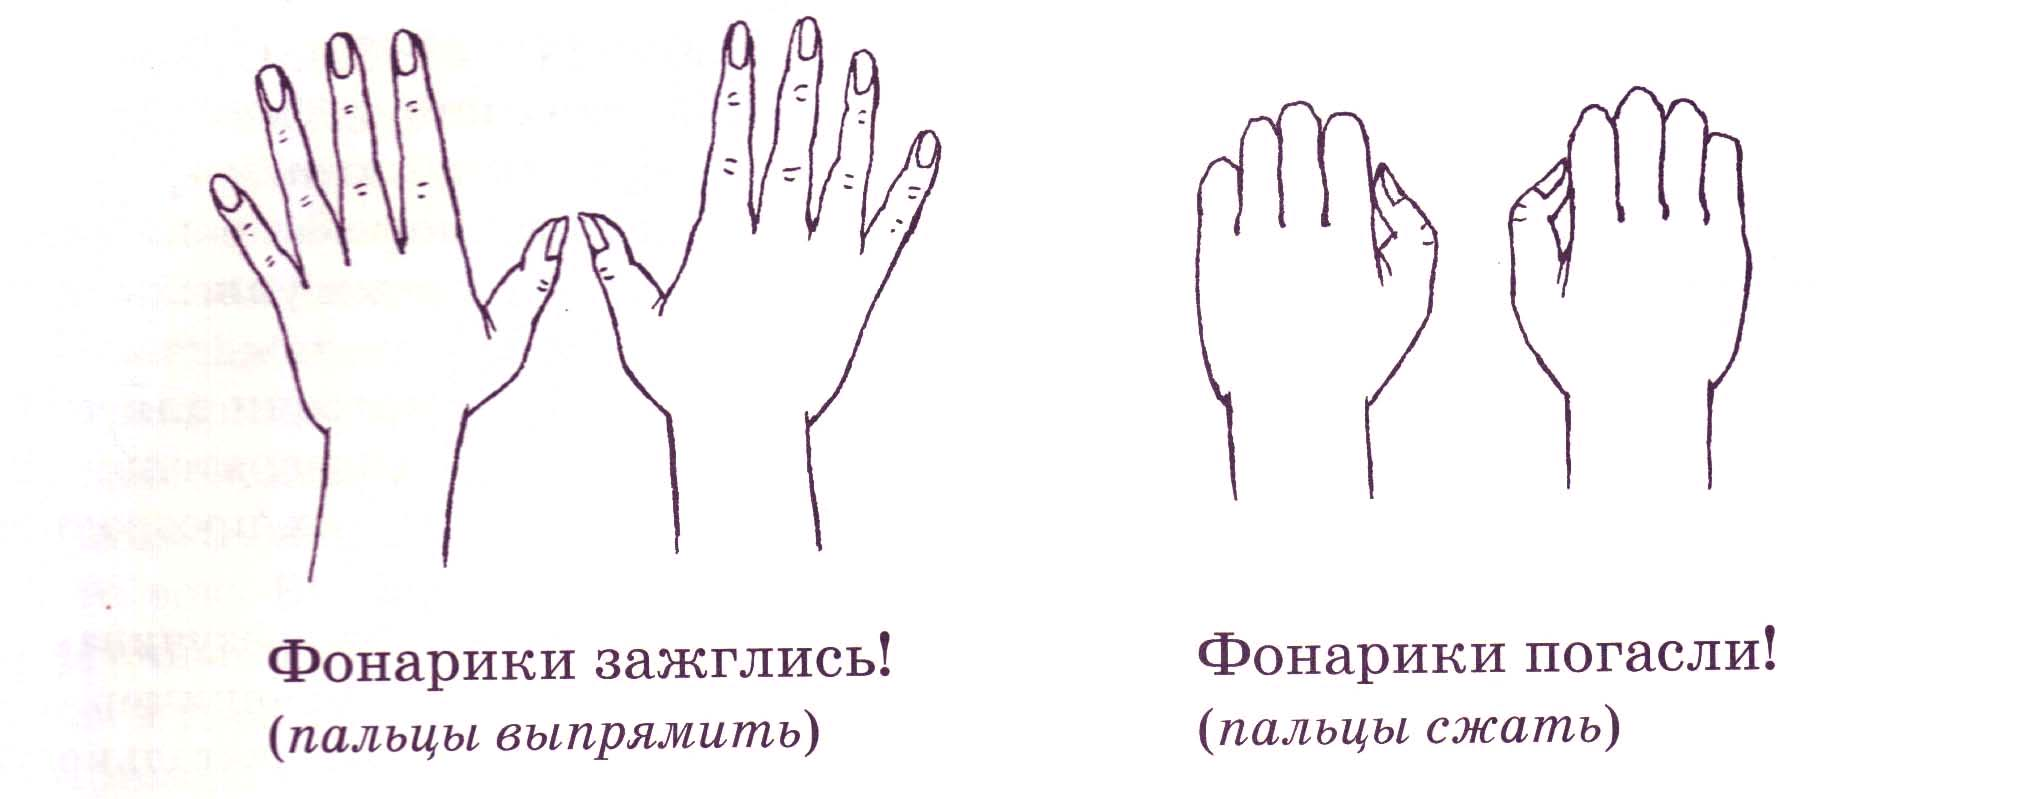 Фонарики зажглись!
(пальцы выпрямить)
Фонарики погасли!
(пальцы сжать)